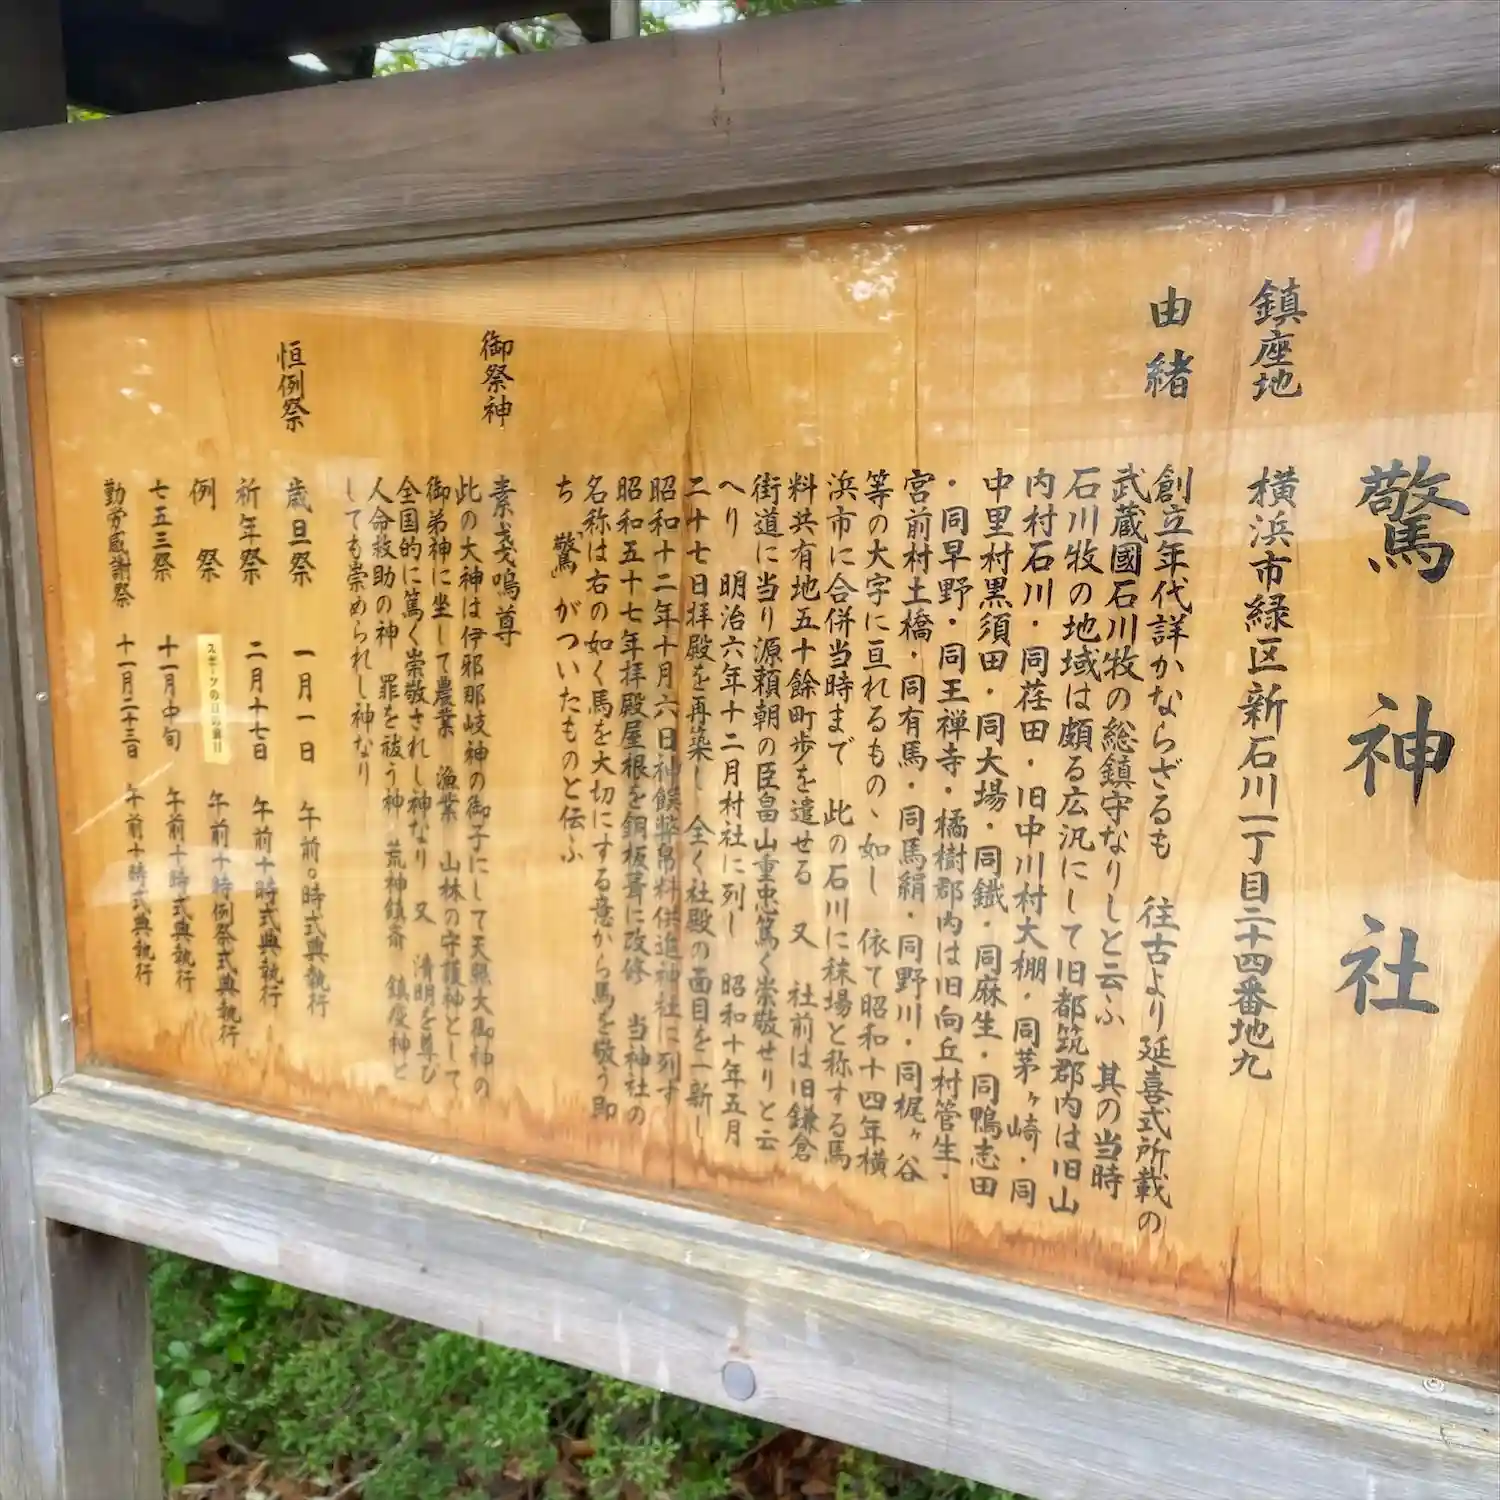 驚神社
鎮座地 横浜市緑区新石川一丁目二十四番地九
由緒 創立年代詳かならざるも 往古より延喜式所載の
武蔵國石川牧の総鎮守なりしと云ふ 其の当時
石川牧の地域は頗る広汎にして旧都筑郡内は旧山
内村石川・同荏田・旧中川村大棚・同茅ヶ崎・同
中里村黒須田・同大場・同鐵・同麻生・同鴨志田
・同早野・同王禅寺・橘樹郡内は旧向丘村管生・
宮前村土橋・同有馬・同馬絹・同野川・同梶ヶ谷
等の大字に亘れるものゝ如し 依て昭和十四年横
浜市に合併当時まで 此の石川に秣場と称する馬
料共有地五十餘町歩を遺せる 又 社前は旧鎌倉
街道に当り源頼朝の臣畠山重忠篤く崇敬せりと云
へり 明治六年十二月村社に列し 昭和十年五月
二十七日拝殿を再築し 全く社殿の面目を一新し
昭和十二年十月六日神饌幣帛料供進神社に列す
昭和五十七年拝殿屋根を銅板葺に改修 当神社の
名称は右の如く馬を大切にする意から馬を敬う即
ち「驚」がついたものと伝ふ
御祭神 素戔鳴尊
此の大神は伊邪那岐神の御子にして天照大御神の
御弟神に坐して農業 漁業 山林の守護神として
全国的に篤く崇敬されし神なり 又 清明を尊び
人命救助の神 罪を祓う神 荒神鎮斎 鎮疫神と
しても崇められし神なり
恒例祭 歳旦祭 一月一日 午前〇時式典執行
祈年祭 二月十七日 午前十時式典執行
例祭 スポーツの日 午前十時例祭式典執行
七五三祭 十一月中旬 午前十時式典執行
勤労感謝祭 十一月二十三日 午前十時式典執行